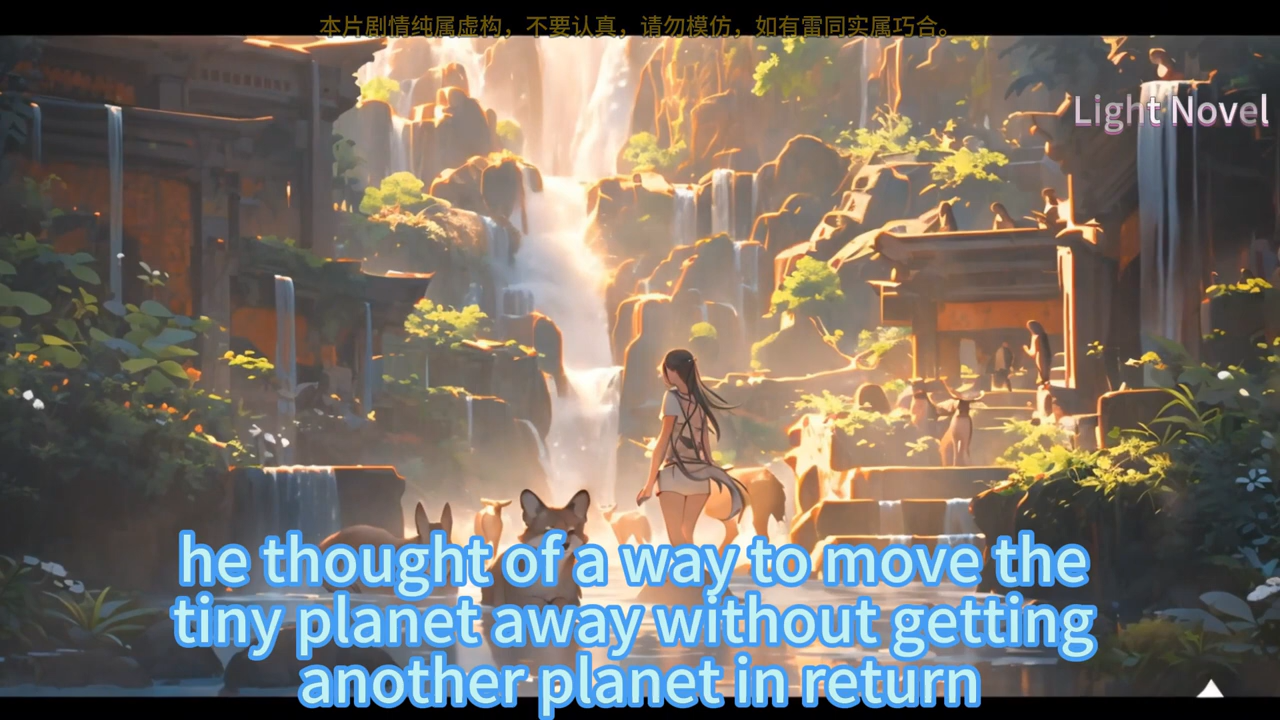 本片剧情纯属虚构，不要认真，请勿模仿，如有雷同实属巧合。
Light Novel
he thought of a way to move the
tiny planet away without getting
another planet in return